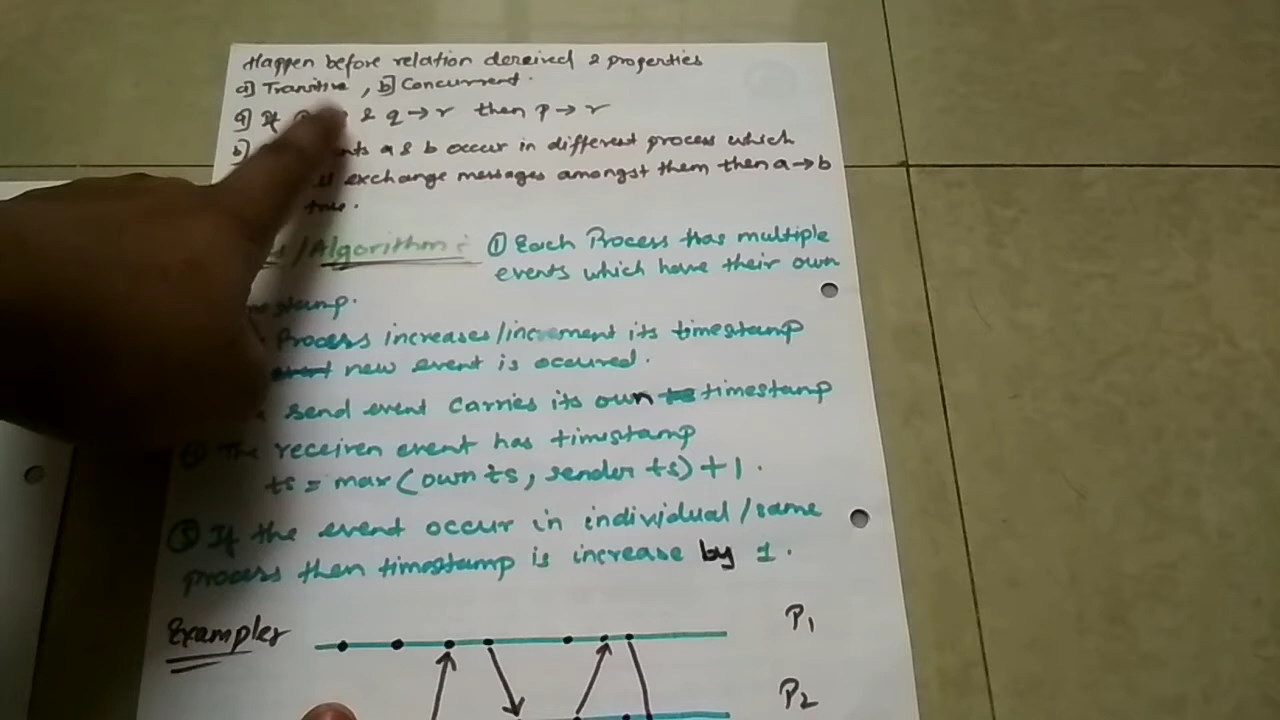 Happen before relation dereived 2 properties
a] Transitive, b] Concurrent.
a] If & q → r then p → r
b] a & b occur in different process which
exchange messages amongst them then a → b
true.
/Algorithm: ① Each Process has multiple
events which have their own
Process increases/increment its timestamp
new event is occured.
send event carries its own timestamp
④ The receiver event has timestamp
ts = max (own ts, sender ts) + 1.
⑤ If the event occur in individual/same
process then timestamp is increase by 1.
Examples
P1
P2